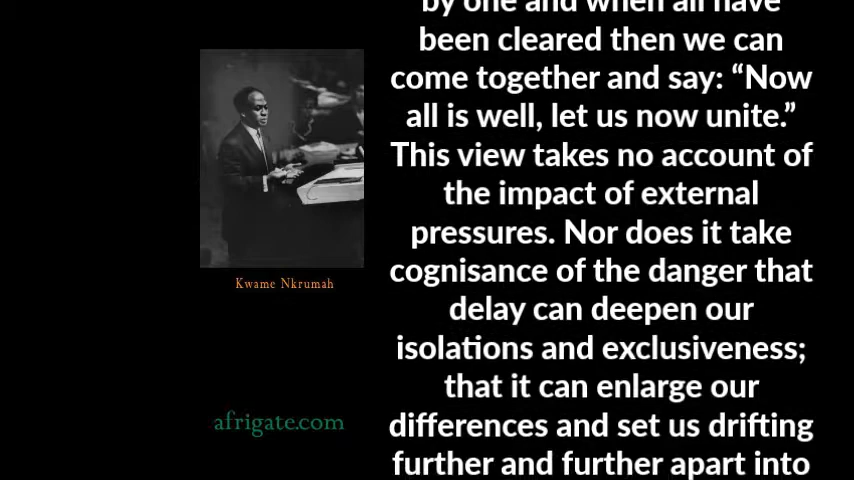 by one and when all have
been cleared then we can
come together and say: “Now
all is well, let us now unite.”
This view takes no account of
the impact of external
pressures. Nor does it take
cognisance of the danger that
delay can deepen our
isolations and exclusiveness;
that it can enlarge our
differences and set us drifting
further and further apart into
Kwame Nkrumah
afrigate.com